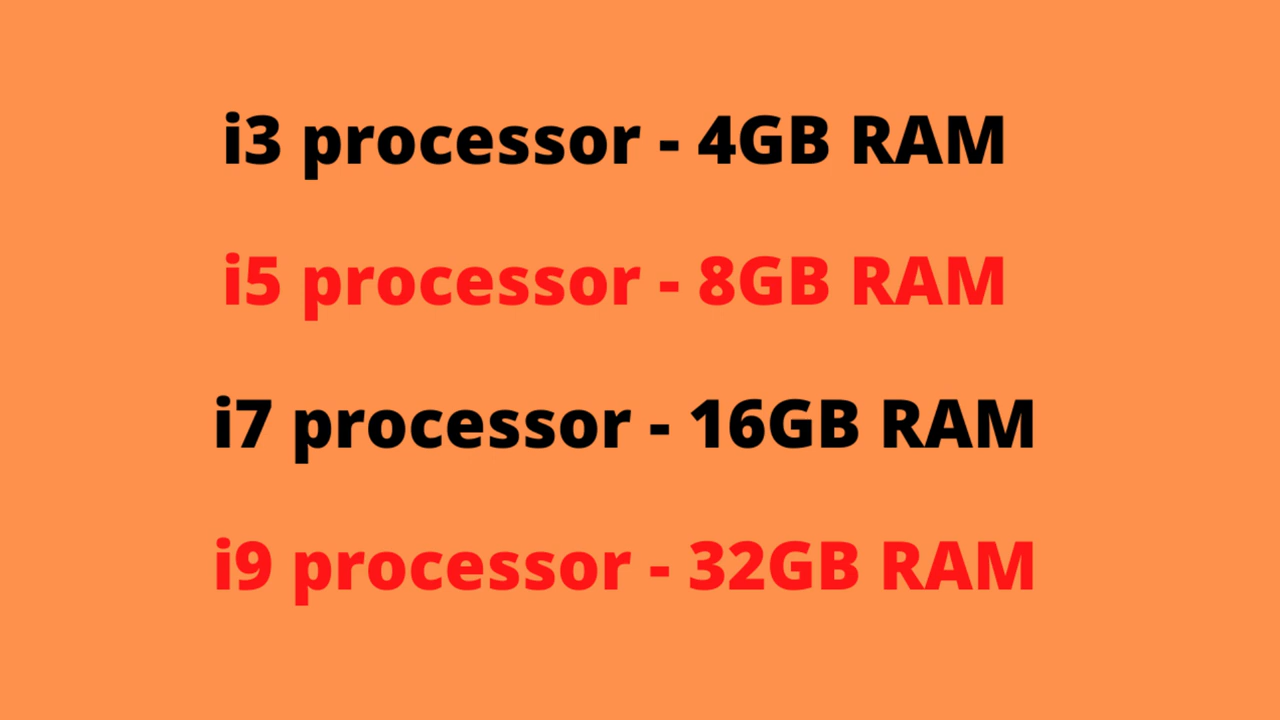 i3 processor - 4GB RAM
i5 processor - 8GB RAM
i7 processor - 16GB RAM
i9 processor - 32GB RAM